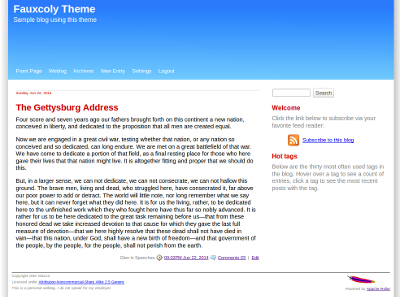 Fauxcoly Theme
Sample blog using this theme
Front Page Weblog Archives New Entry Settings Logout
Sunday Jun 22, 2014
The Gettysburg Address
Four score and seven years ago our fathers brought forth on this continent a new nation,
conceived in liberty, and dedicated to the proposition that all men are created equal.
Now we are engaged in a great civil war, testing whether that nation, or any nation so
conceived and so dedicated, can long endure. We are met on a great battlefield of that war.
We have come to dedicate a portion of that field, as a final resting place for those who here
gave their lives that that nation might live. It is altogether fitting and proper that we should do
this.
But, in a larger sense, we can not dedicate, we can not consecrate, we can not hallow this
ground. The brave men, living and dead, who struggled here, have consecrated it, far above
our poor power to add or detract. The world will little note, nor long remember what we say
here, but it can never forget what they did here. It is for us the living, rather, to be dedicated
here to the unfinished work which they who fought here have thus far so nobly advanced. It is
rather for us to be here dedicated to the great task remaining before us—that from these
honored dead we take increased devotion to that cause for which they gave the last full
measure of devotion—that we here highly resolve that these dead shall not have died in
vain—that this nation, under God, shall have a new birth of freedom—and that government of
the people, by the people, for the people, shall not perish from the earth.
Glen in Speeches 03:02PM Jun 22, 2014 Comments [0] | Edit
Search
Welcome
Click the link below to subscribe via your
favorite feed reader:
Subscribe to this blog
Hot tags
Below are the thirty most often used tags in
the blog. Hover over a tag to see a count of
entries, click a tag to see the most recent
posts with the tag.
Licensed under Attribution-Noncommercial-Share Alike 2.5 Generic
This is a personal weblog, I do not speak for my employer.
Powered by Apache Roller